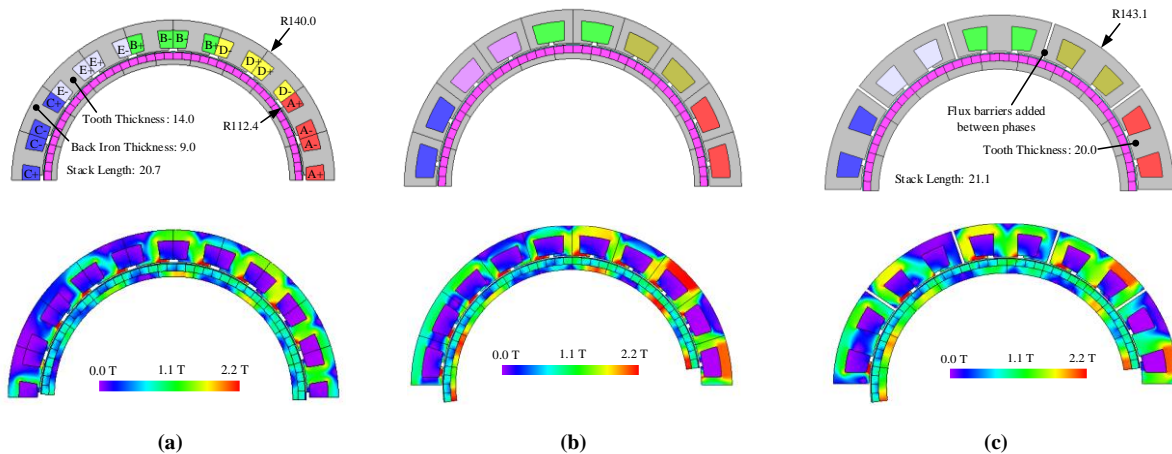 R140.0
B+ B- B- B+ D-
E- E+ E+ D+ D+
E- C+ D- A+
Tooth Thickness: 14.0
R112.4
C- C- A- A-
Back Iron Thickness: 9.0
Stack Length: 20.7
C+ A+
R143.1
Flux barriers added
between phases
Tooth Thickness: 20.0
Stack Length: 21.1
0.0 T 1.1 T 2.2 T
0.0 T 1.1 T 2.2 T
0.0 T 1.1 T 2.2 T
(a) (b) (c)